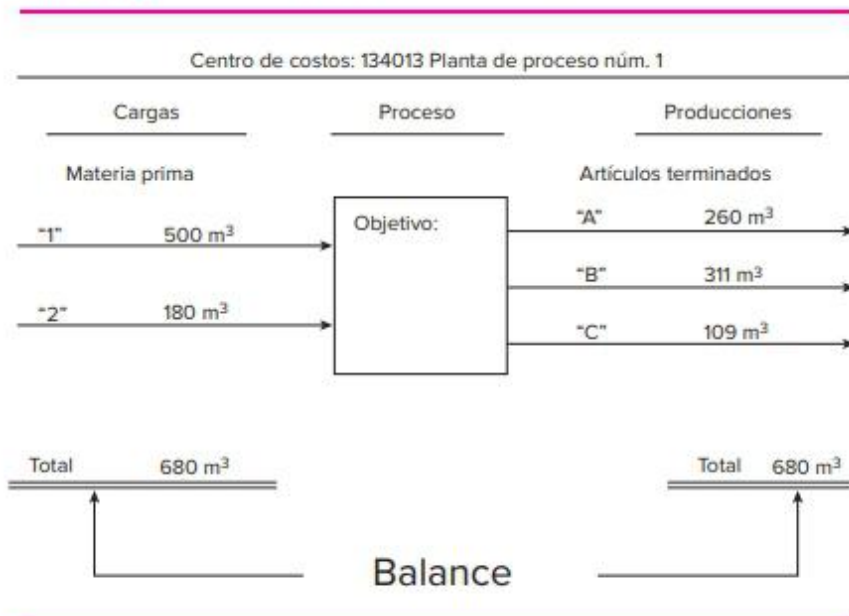 Centro de costos: 134013 Planta de proceso núm. 1
Cargas Proceso Producciones
Materia prima Artículos terminados
"1" 500 m³ Objetivo: "A" 260 m³
"B" 311 m³
"2" 180 m³
"C" 109 m³
Total 680 m³ Total 680 m³
Balance